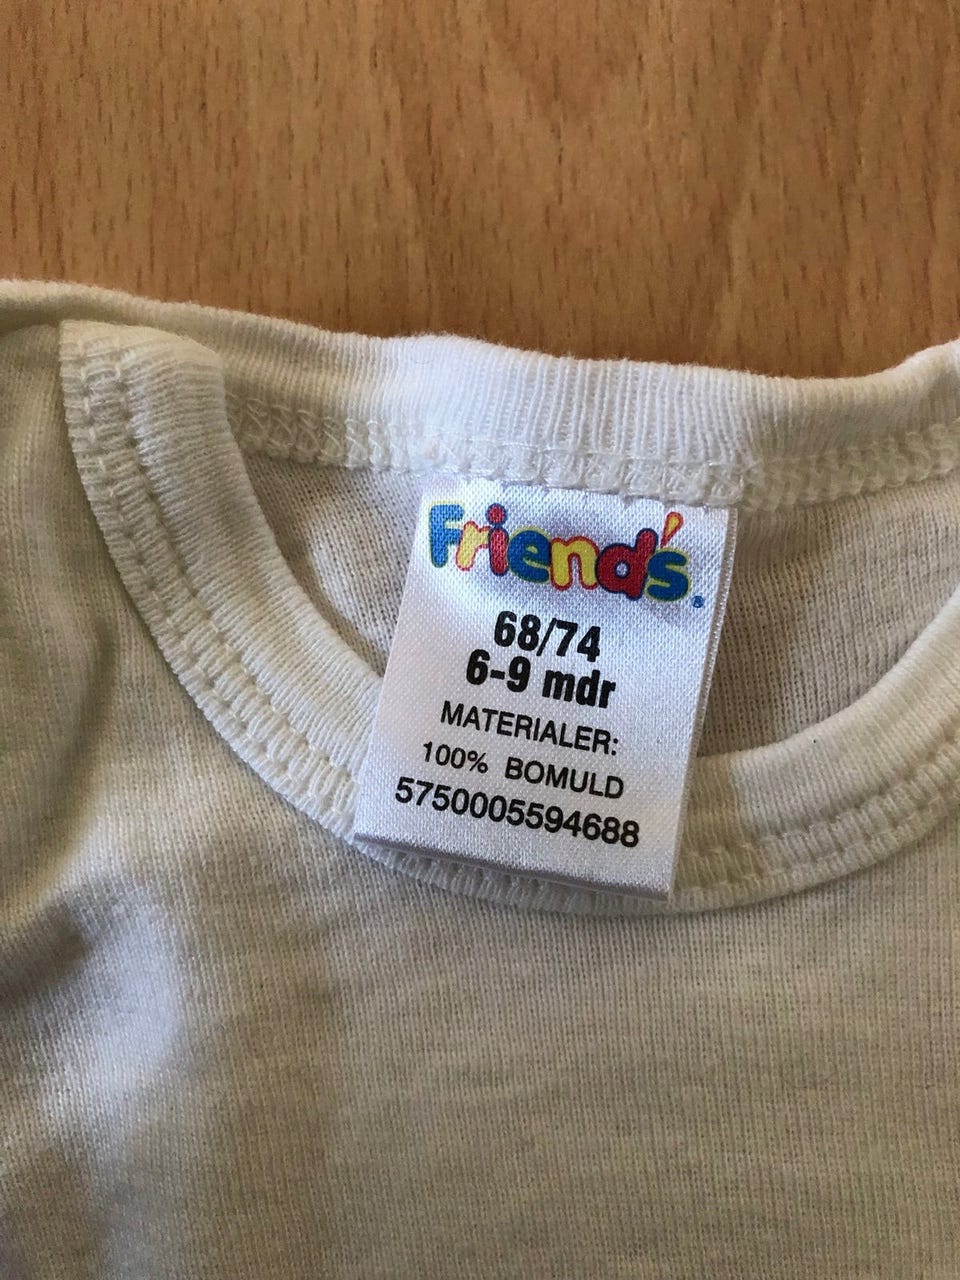 Friend's.
68/74
6-9 mdr
MATERIALER:
100% BOMULD
5750005594688